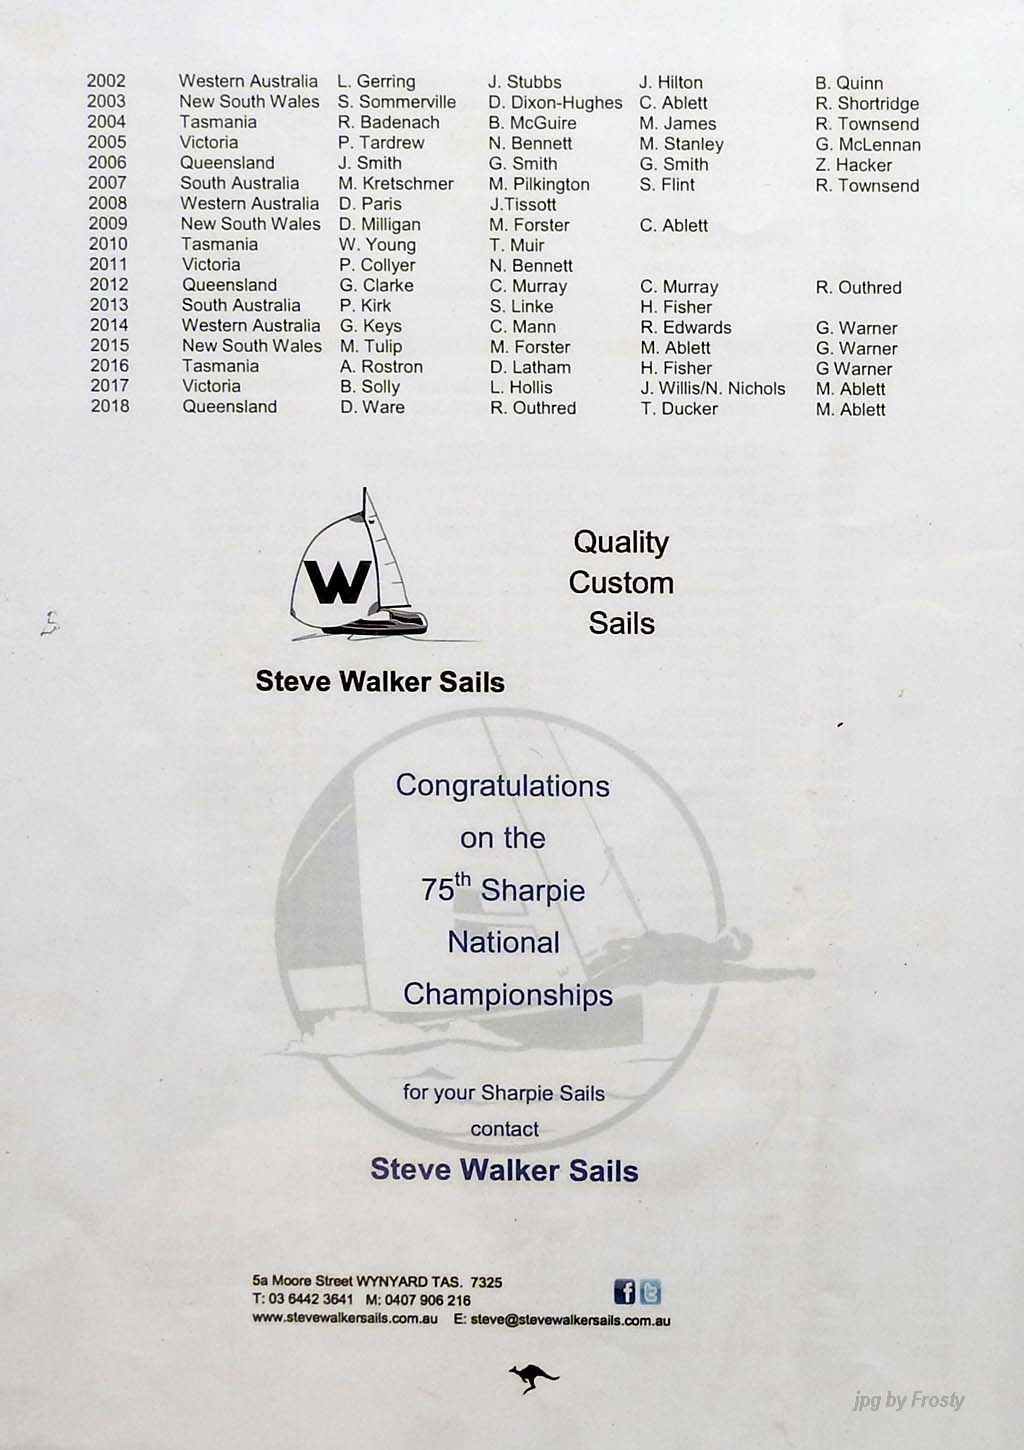 2002 Western Australia L. Gerring J. Stubbs J. Hilton B. Quinn
2003 New South Wales S. Sommerville D. Dixon-Hughes C. Ablett R. Shortridge
2004 Tasmania R. Badenach B. McGuire M. James R. Townsend
2005 Victoria P. Tardrew N. Bennett M. Stanley G. McLennan
2006 Queensland J. Smith G. Smith G. Smith Z. Hacker
2007 South Australia M. Kretschmer M. Pilkington S. Flint R. Townsend
2008 Western Australia D. Paris J.Tissott
2009 New South Wales D. Milligan M. Forster C. Ablett
2010 Tasmania W. Young T. Muir
2011 Victoria P. Collyer N. Bennett
2012 Queensland G. Clarke C. Murray C. Murray R. Outhred
2013 South Australia P. Kirk S. Linke H. Fisher
2014 Western Australia G. Keys C. Mann R. Edwards G. Warner
2015 New South Wales M. Tulip M. Forster M. Ablett G. Warner
2016 Tasmania A. Rostron D. Latham H. Fisher G Warner
2017 Victoria B. Solly L. Hollis J. Willis/N. Nichols M. Ablett
2018 Queensland D. Ware R. Outhred T. Ducker M. Ablett
W
Quality
Custom
Sails
Steve Walker Sails
Congratulations
on the
75th Sharpie
National
Championships
for your Sharpie Sails
contact
Steve Walker Sails
5a Moore Street WYNYARD TAS. 7325
T: 03 6442 3641 M: 0407 906 216
www.stevewalkersails.com.au E: steve@stevewalkersails.com.au
jpg by Frosty